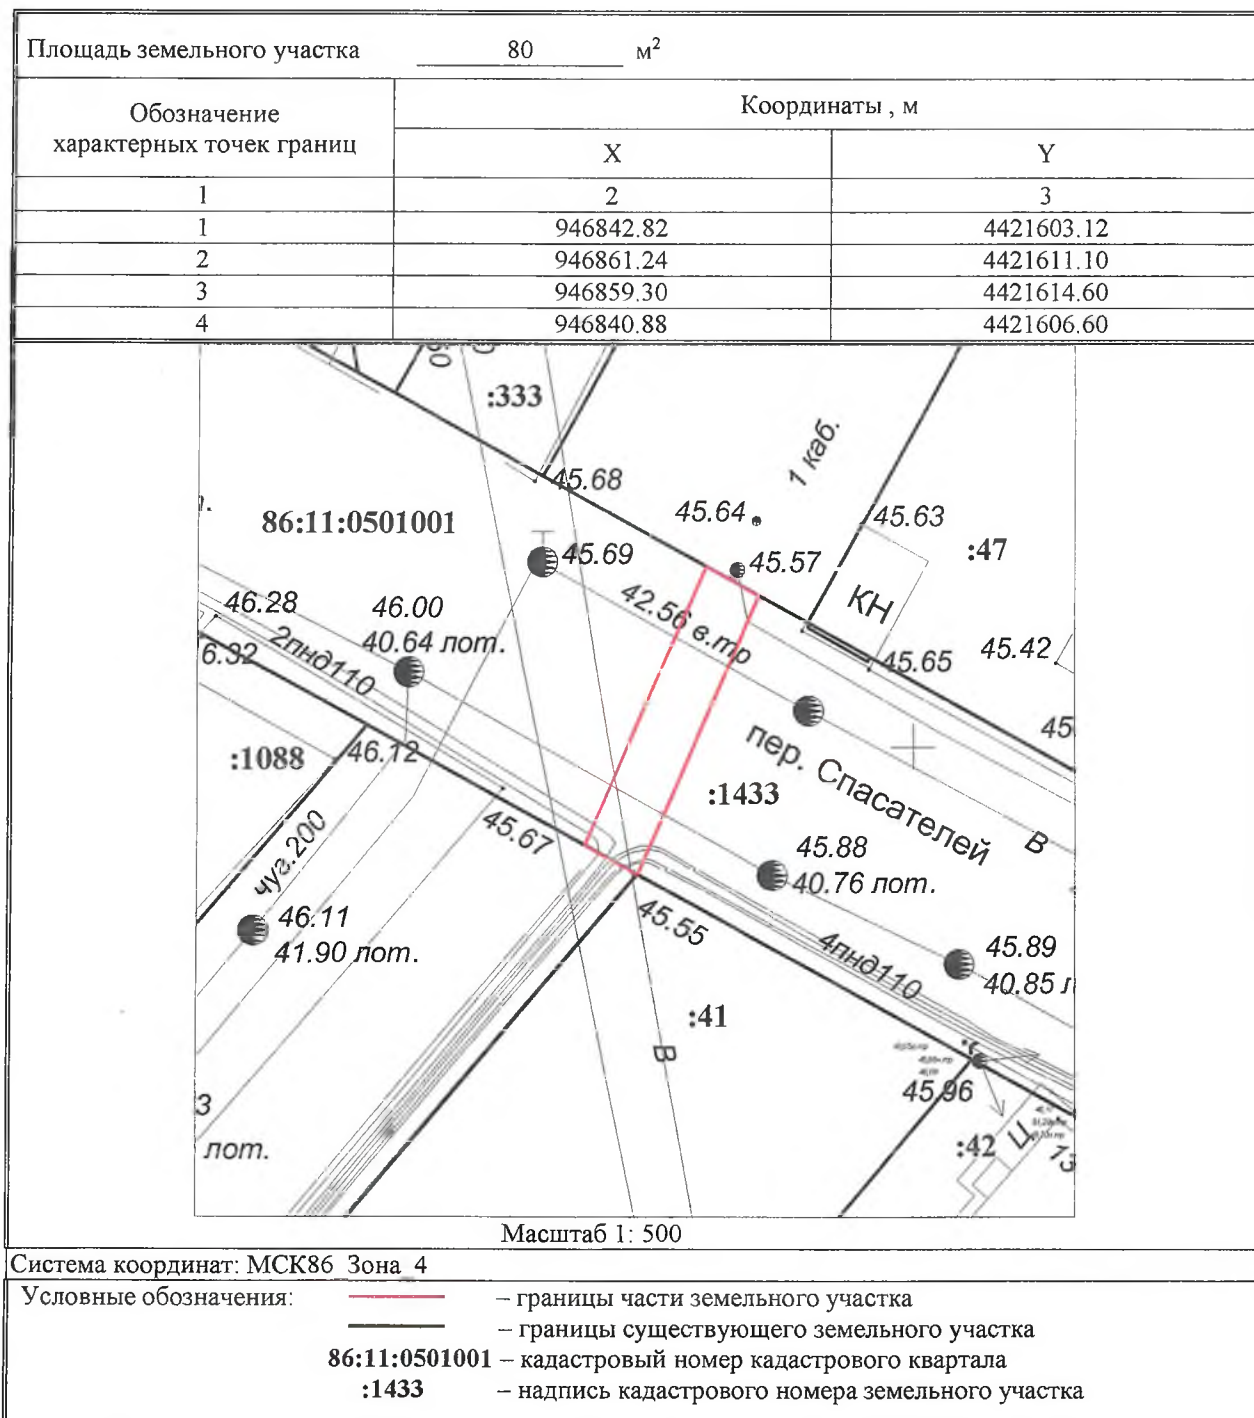 Площадь земельного участка 80 м²
Обозначение характерных точек границ
Координаты , м
X Y
1 2 3
1 946842.82 4421603.12
2 946861.24 4421611.10
3 946859.30 4421614.60
4 946840.88 4421606.60
:333
1 каб.
45.68
45.64
45.63
86:11:0501001
45.69
45.57
:47
46.28
46.00
42.56 в.тр
КН
40.64 лот.
2пнд110
6.32
45.65
45.42
45
46.12
:1088
пер. Спасателей
:1433
чуг.200
45.67
45.88
В
40.76 лот.
46.11
41.90 лот.
45.55
4пнд110
45.89
40.85 л
:41
В
45.96
3
лот.
:42
Ц
13
Масштаб 1: 500
Система координат: МСК86 Зона 4
Условные обозначения:
– границы части земельного участка
– границы существующего земельного участка
86:11:0501001 – кадастровый номер кадастрового квартала
:1433 – надпись кадастрового номера земельного участка